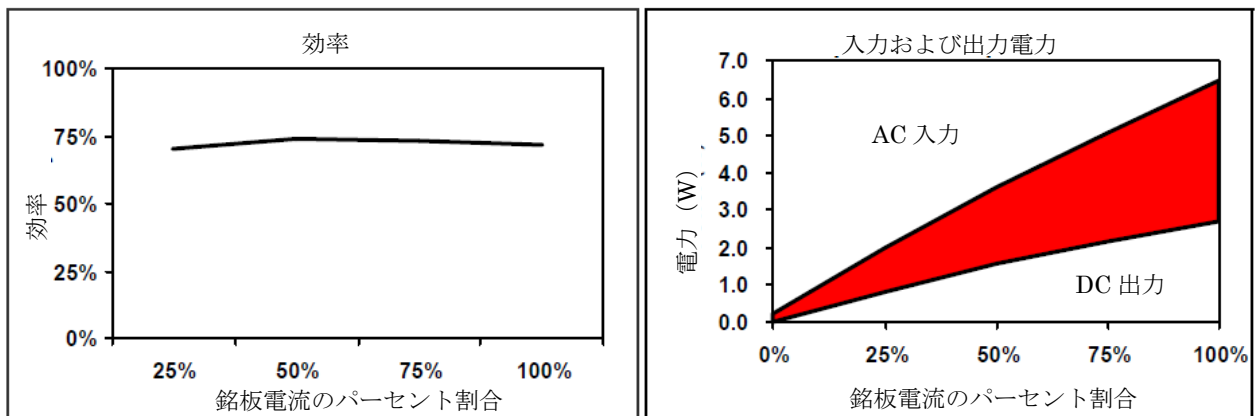 効率
100%
75%
50%
25%
0%
効率
25% 50% 75% 100%
銘板電流のパーセント割合
入力および出力電力
7.0
6.0
5.0
4.0
3.0
2.0
1.0
0.0
電力（W）
AC 入力
DC 出力
0% 25% 50% 75% 100%
銘板電流のパーセント割合